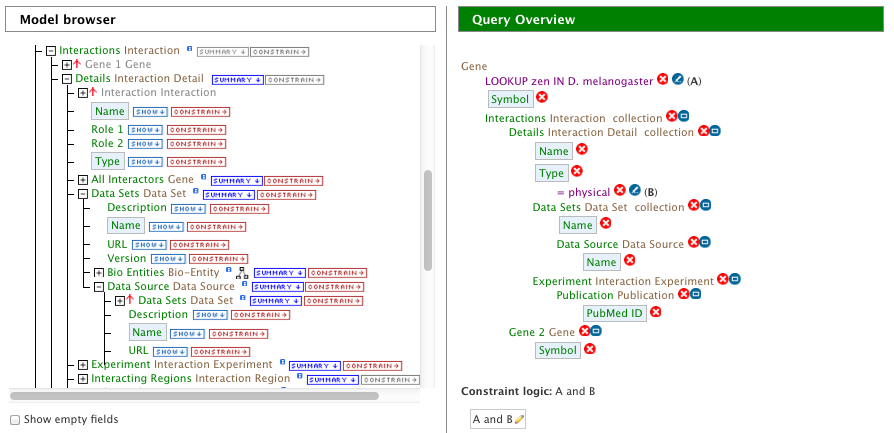 Model browser
Interactions Interaction SUMMARY CONSTRAIN
Gene 1 Gene
Details Interaction Detail SUMMARY CONSTRAIN
Interaction Interaction
Name SHOW CONSTRAIN
Role 1 SHOW CONSTRAIN
Role 2 SHOW CONSTRAIN
Type SHOW CONSTRAIN
All Interactors Gene SUMMARY CONSTRAIN
Data Sets Data Set SUMMARY CONSTRAIN
Description SHOW CONSTRAIN
Name SHOW CONSTRAIN
URL SHOW CONSTRAIN
Version SHOW CONSTRAIN
Bio Entities Bio-Entity SUMMARY CONSTRAIN
Data Source Data Source SUMMARY CONSTRAIN
Data Sets Data Set SUMMARY CONSTRAIN
Description SHOW CONSTRAIN
Name SHOW CONSTRAIN
URL SHOW CONSTRAIN
Experiment Interaction Experiment SUMMARY CONSTRAIN
Interacting Regions Interaction Region SUMMARY CONSTRAIN
Show empty fields
Query Overview
Gene
LOOKUP zen IN D. melanogaster (A)
Symbol
Interactions Interaction collection
Details Interaction Detail collection
Name
Type
= physical (B)
Data Sets Data Set collection
Name
Data Source Data Source
Name
Experiment Interaction Experiment
Publication Publication
PubMed ID
Gene 2 Gene
Symbol
Constraint logic: A and B
A and B